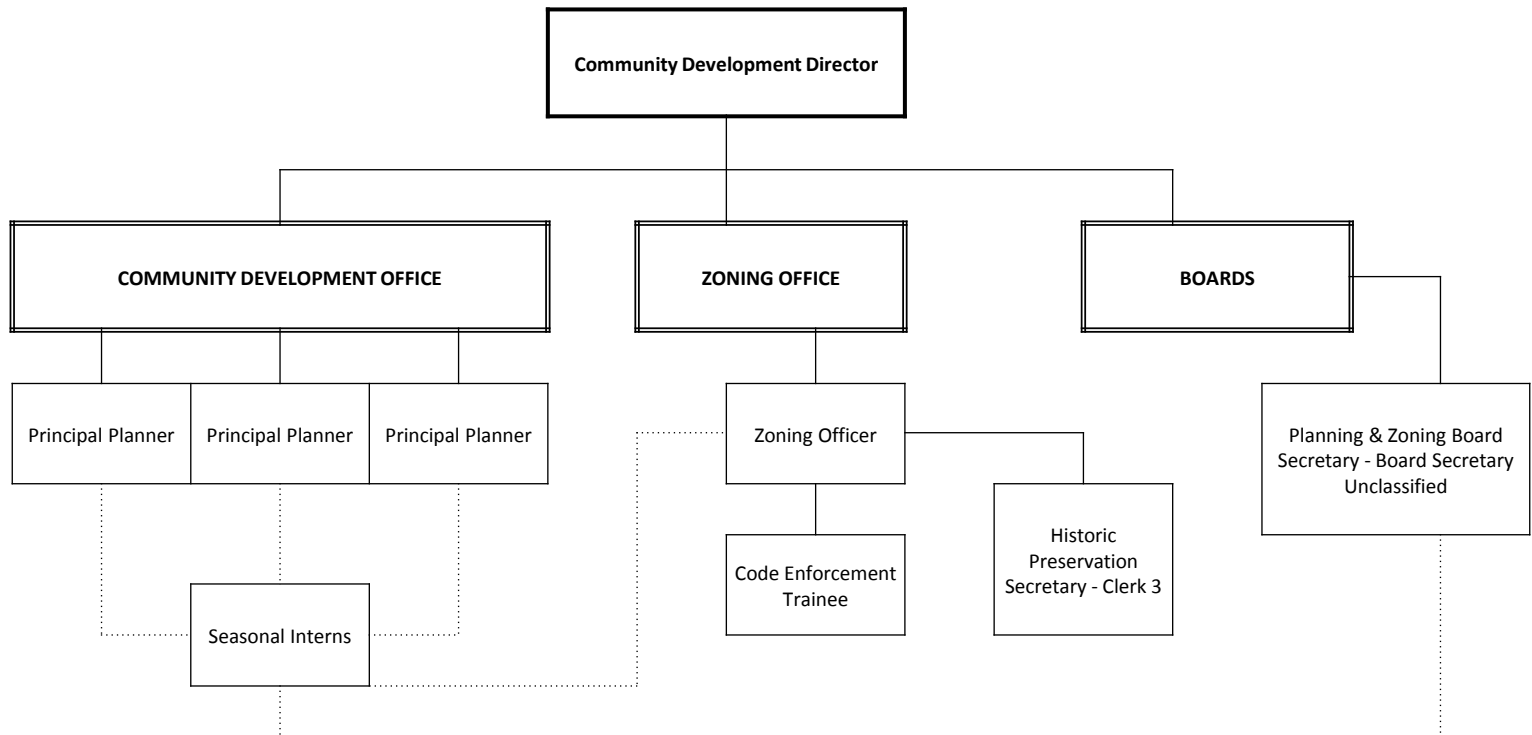 Community Development Director
COMMUNITY DEVELOPMENT OFFICE
ZONING OFFICE
BOARDS
Principal Planner
Principal Planner
Principal Planner
Zoning Officer
Planning & Zoning Board
Secretary - Board Secretary
Unclassified
Historic
Preservation
Secretary - Clerk 3
Code Enforcement
Trainee
Seasonal Interns